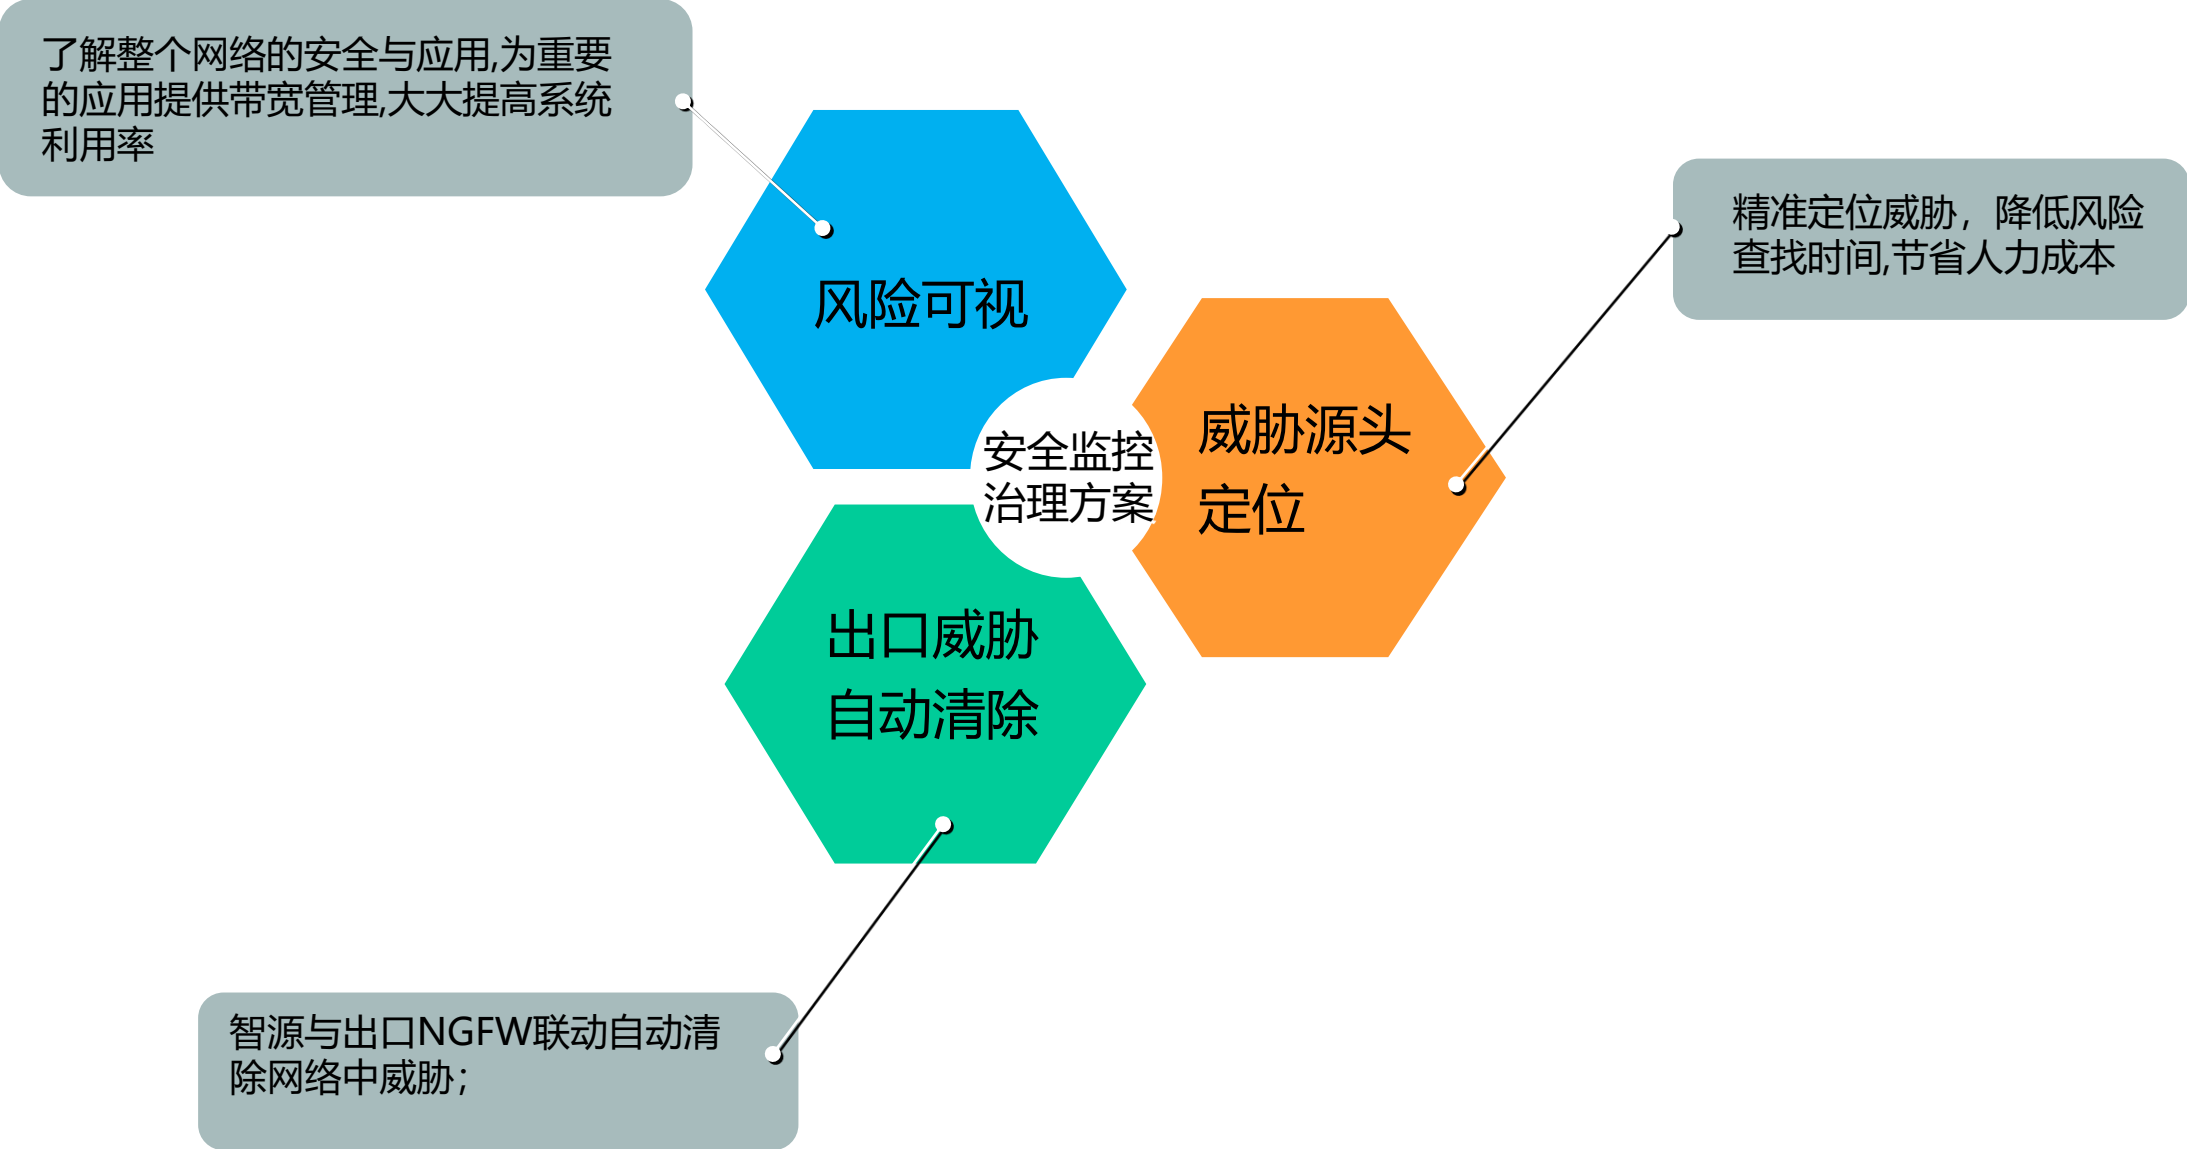 了解整个网络的安全与应用,为重要
的应用提供带宽管理,大大提高系统
利用率
精准定位威胁，降低风险
查找时间,节省人力成本
风险可视
威胁源头
定位
安全监控
治理方案
出口威胁
自动清除
智源与出口NGFW联动自动清
除网络中威胁；